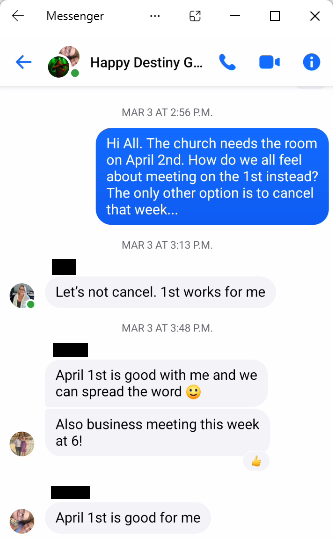 Messenger
Happy Destiny G...
MAR 3 AT 2:56 P.M.
Hi All. The church needs the room
on April 2nd. How do we all feel
about meeting on the 1st instead?
The only other option is to cancel
that week...
MAR 3 AT 3:13 P.M.
Let's not cancel. 1st works for me
MAR 3 AT 3:48 P.M.
April 1st is good with me and we
can spread the word 🙂
Also business meeting this week
at 6!
April 1st is good for me